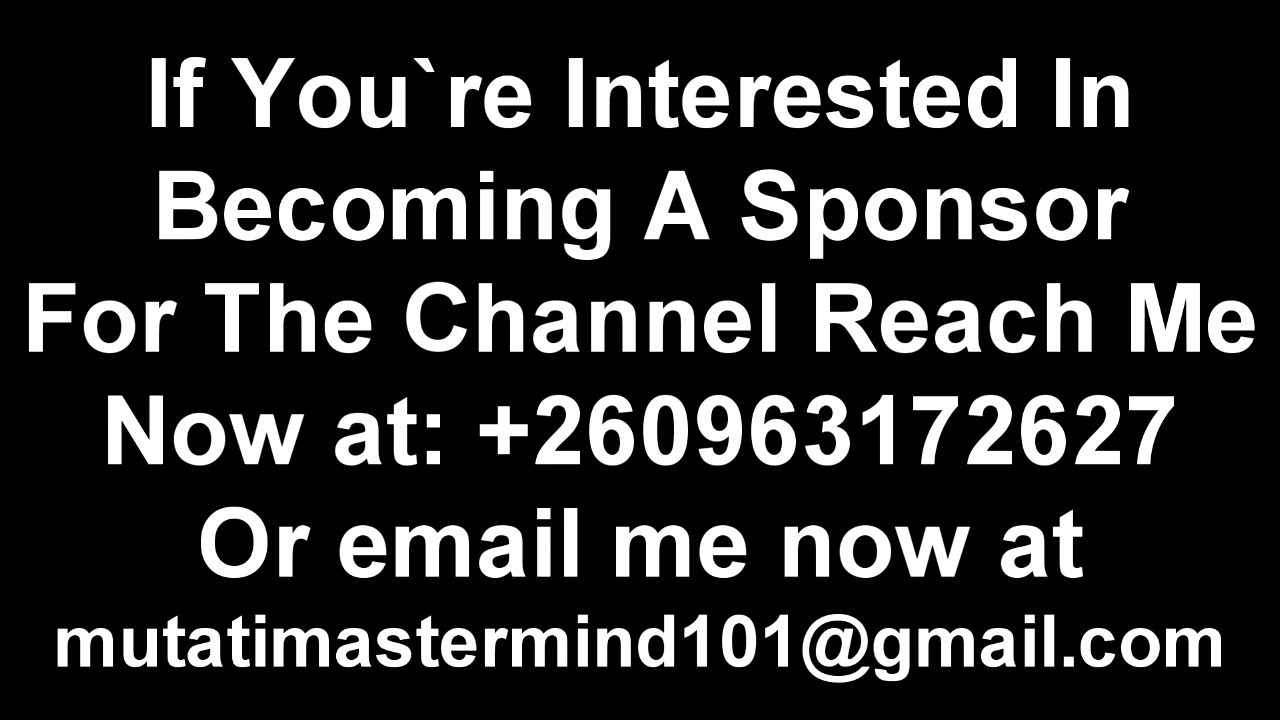 If You`re Interested In
Becoming A Sponsor
For The Channel Reach Me
Now at: +260963172627
Or email me now at
mutatimastermind101@gmail.com